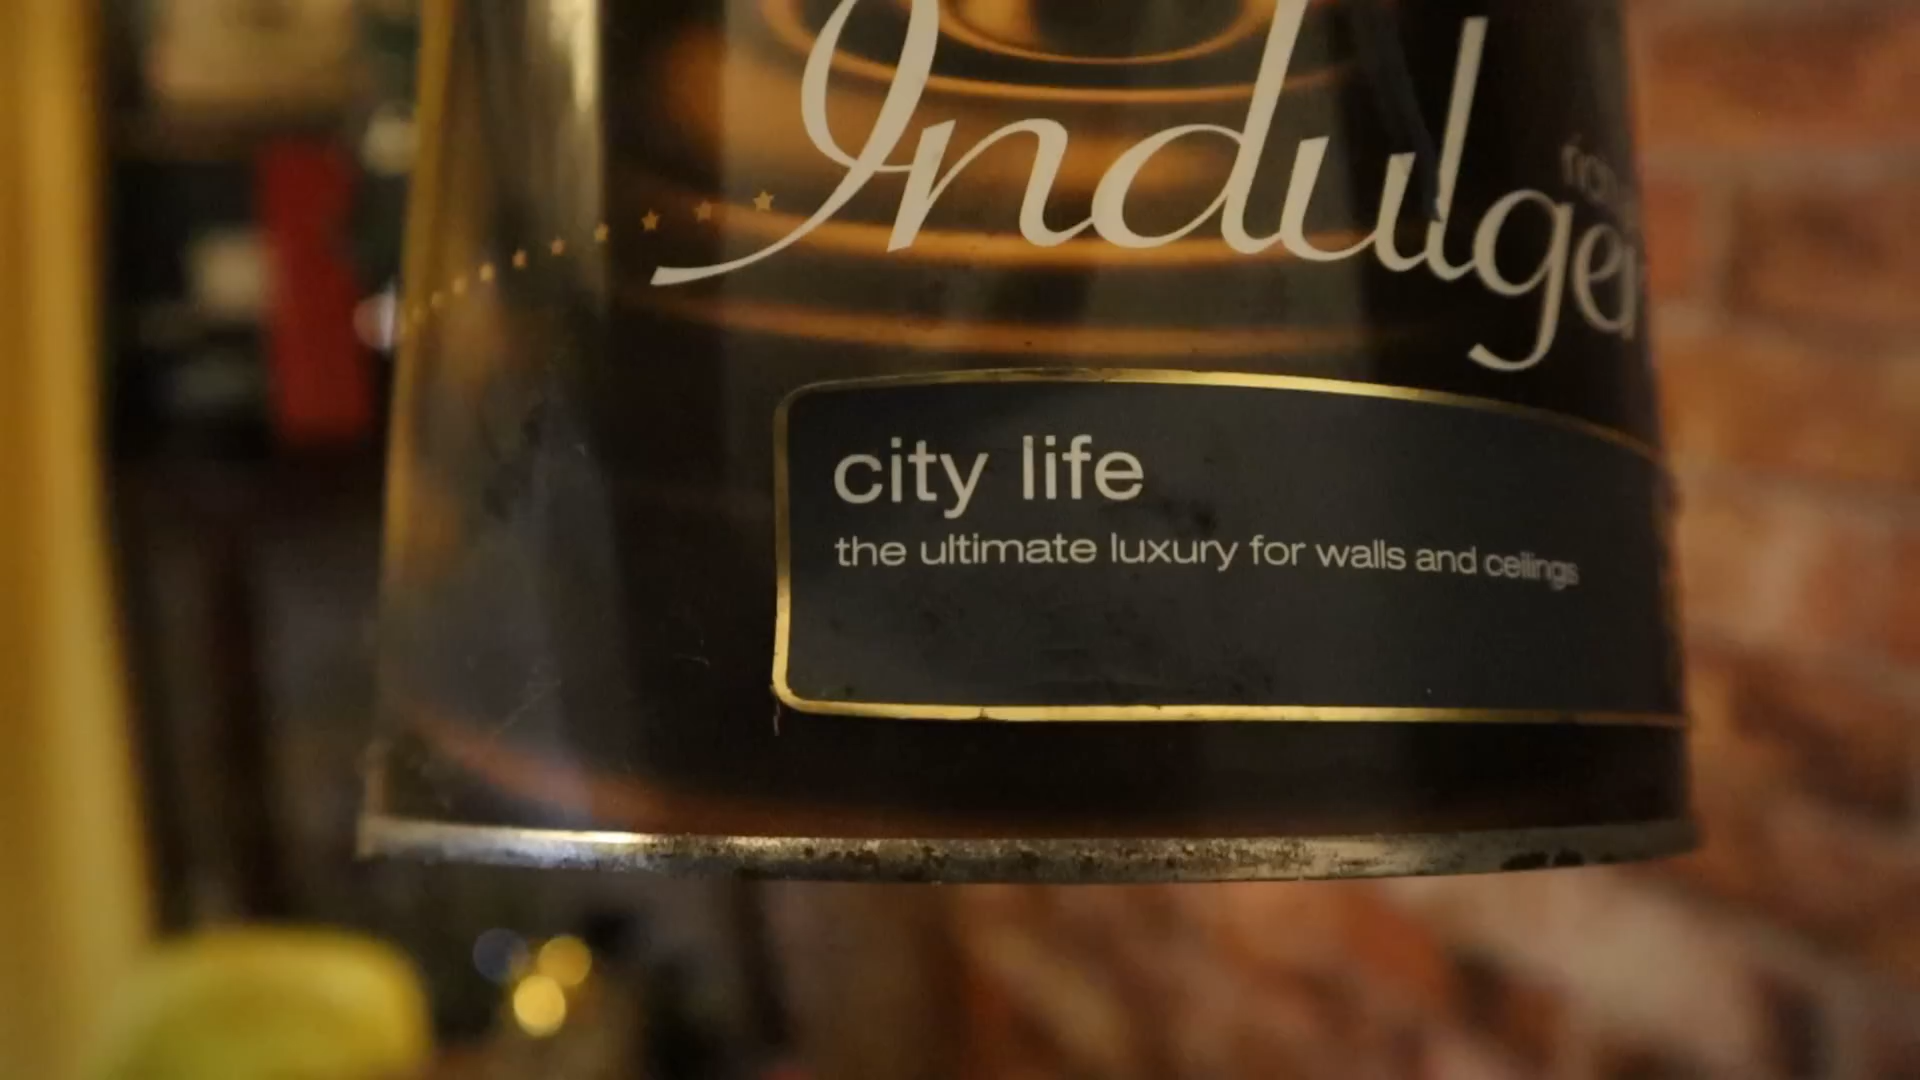 Indulge
city life
the ultimate luxury for walls and ceilings